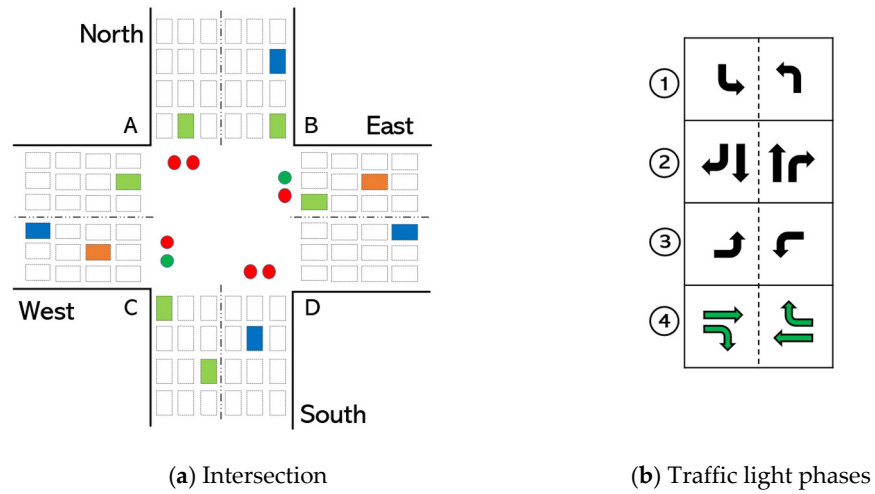 North
A
B
East
West
C
D
South
①
②
③
④
(a) Intersection
(b) Traffic light phases